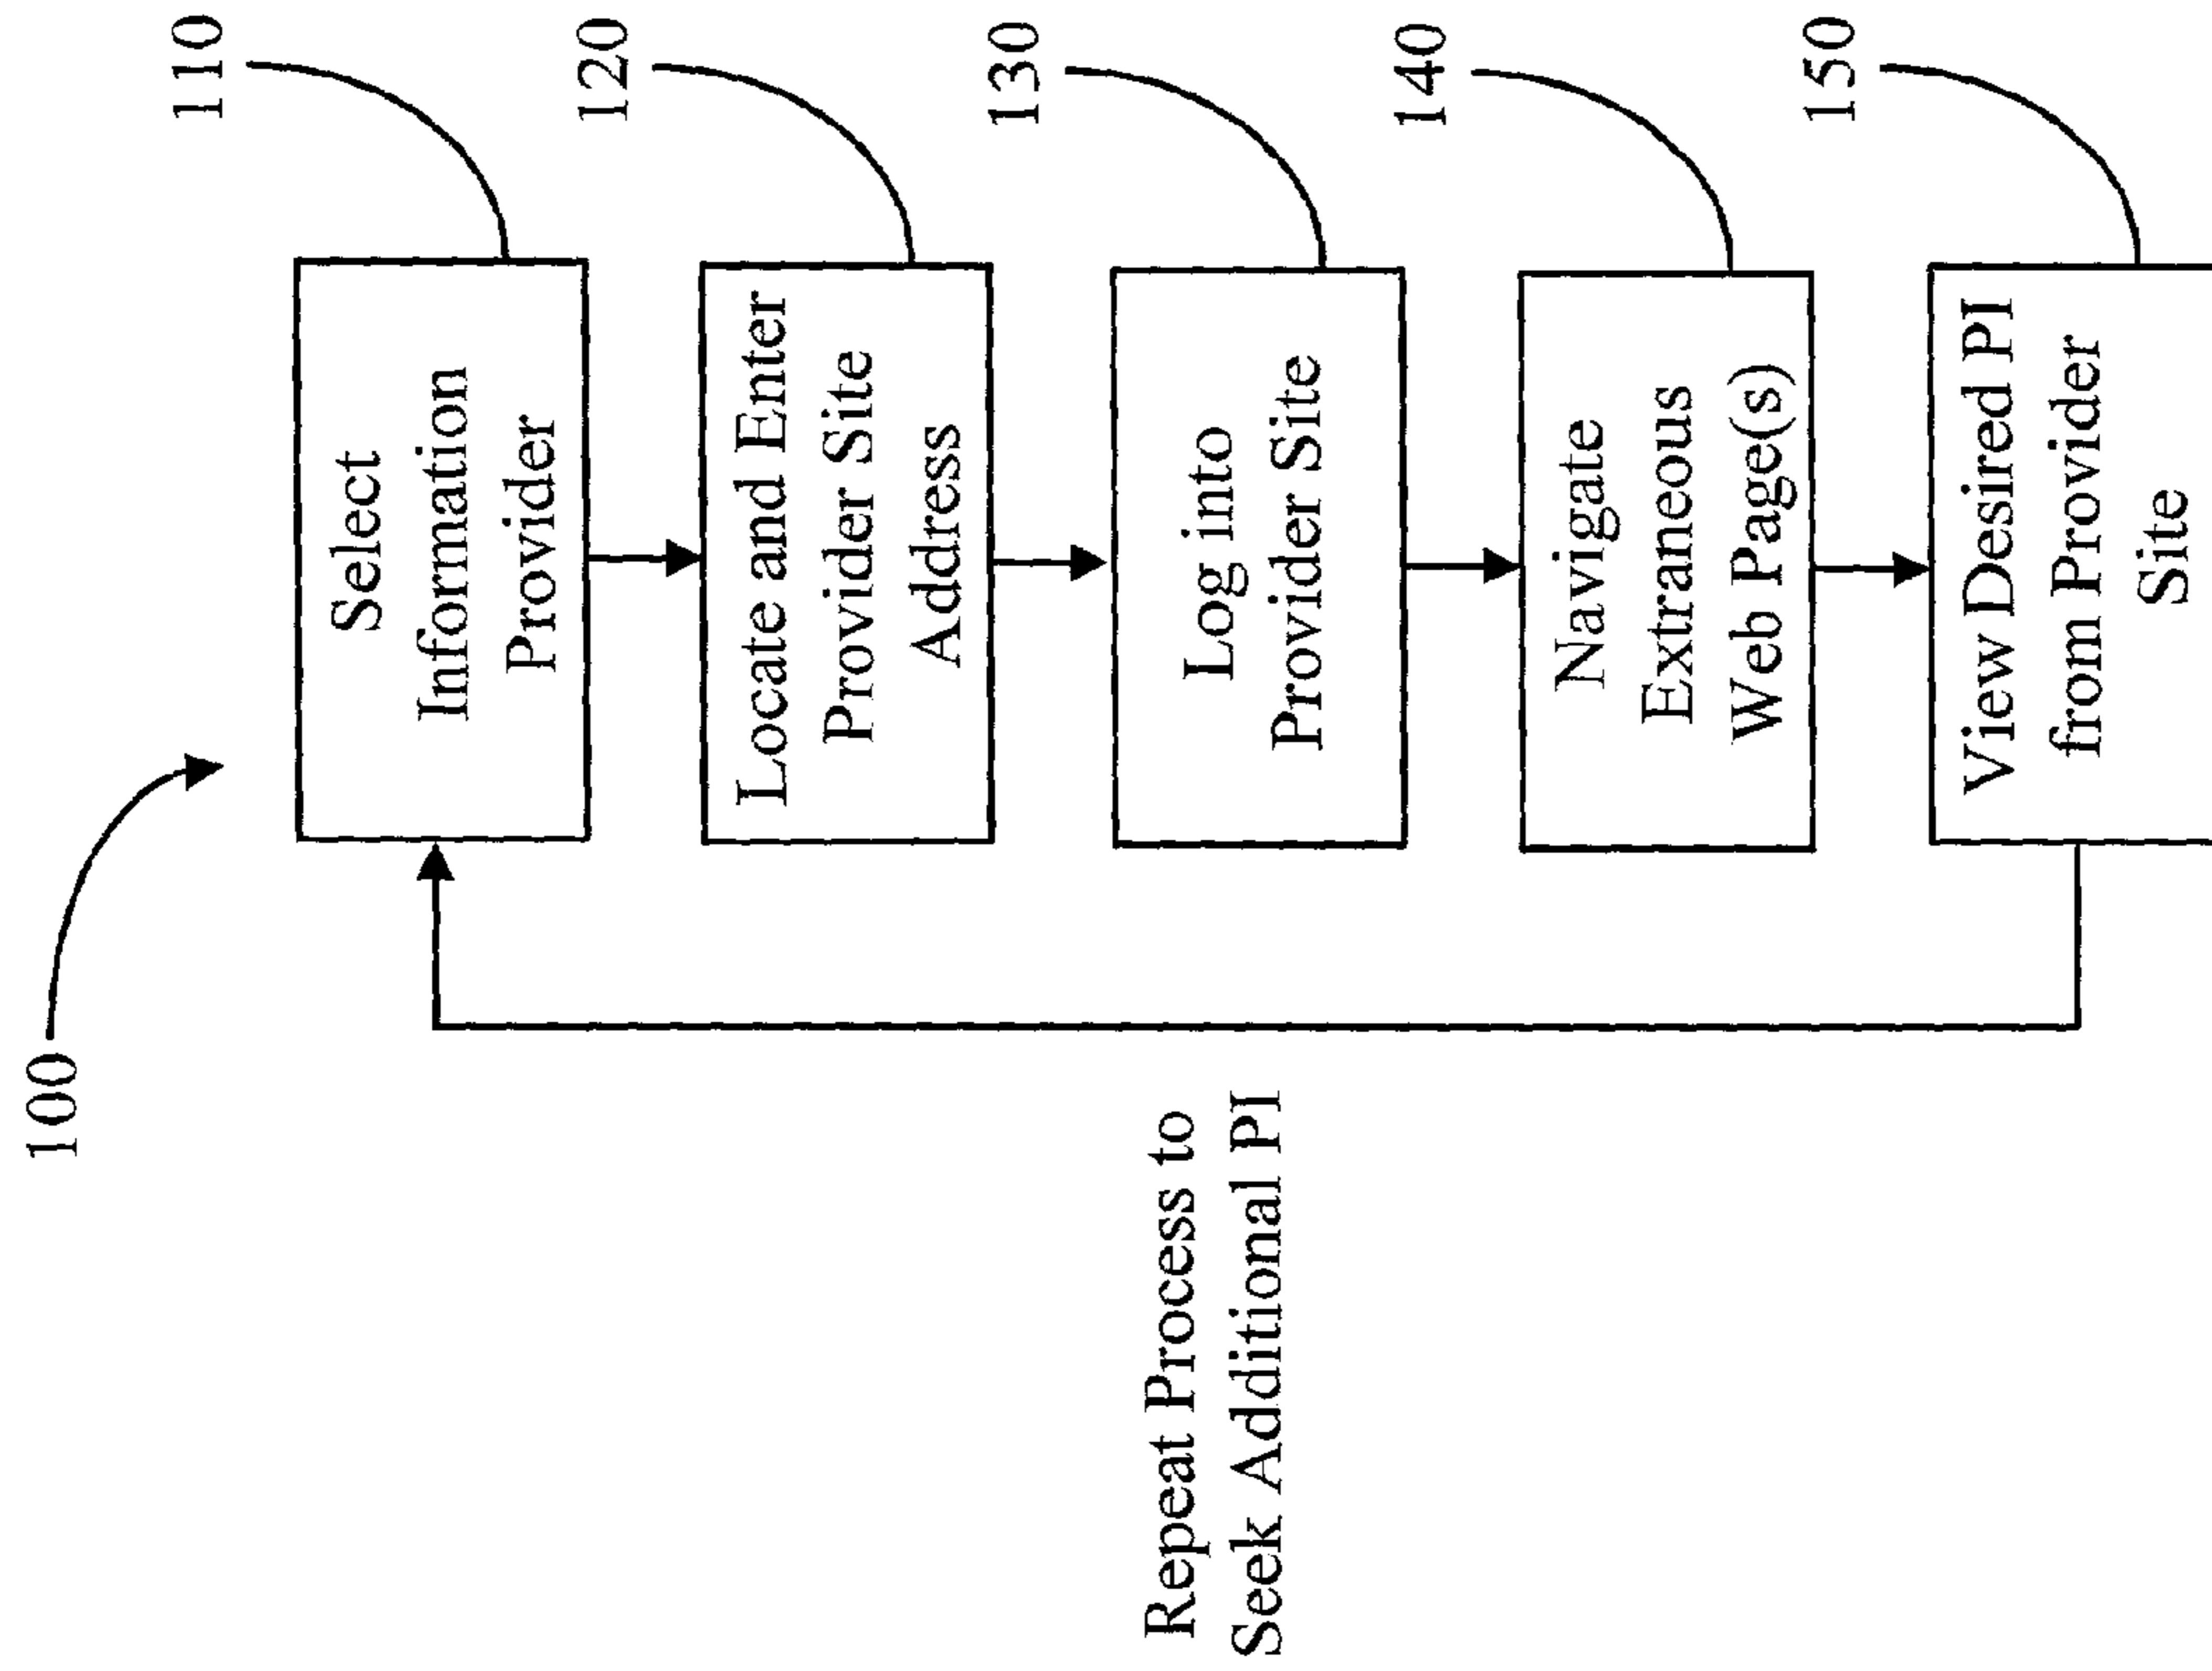 100
110
Select
Information
Provider
120
Locate and Enter
Provider Site
Address
130
Log into
Provider Site
140
Navigate
Extraneous
Web Page(s)
150
View Desired PI
from Provider
Site
Repeat Process to
Seek Additional PI